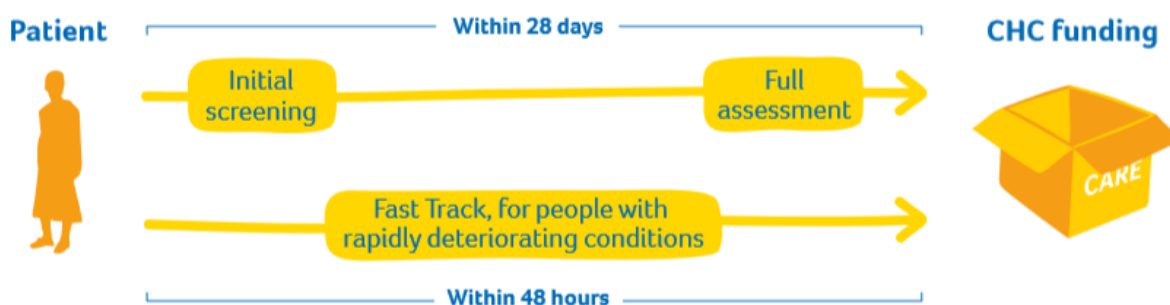 Patient
Within 28 days
CHC funding
Initial
screening
Full
assessment
Fast Track, for people with
rapidly deteriorating conditions
CARE
Within 48 hours